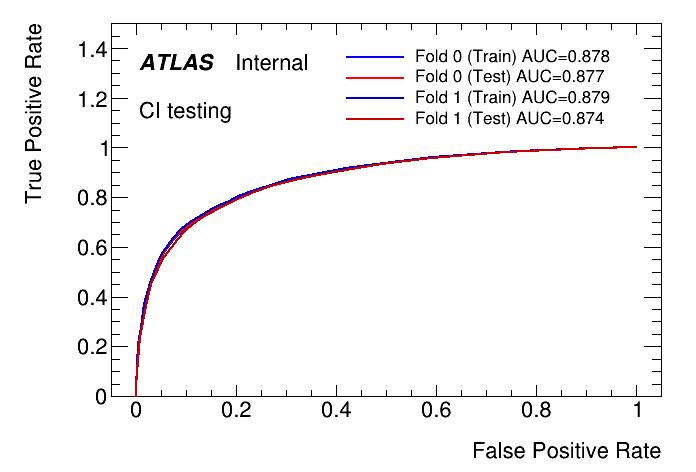 True Positive Rate
1.4
1.2
1
0.8
0.6
0.4
0.2
0
ATLAS Internal
CI testing
Fold 0 (Train) AUC=0.878
Fold 0 (Test) AUC=0.877
Fold 1 (Train) AUC=0.879
Fold 1 (Test) AUC=0.874
0 0.2 0.4 0.6 0.8 1
False Positive Rate